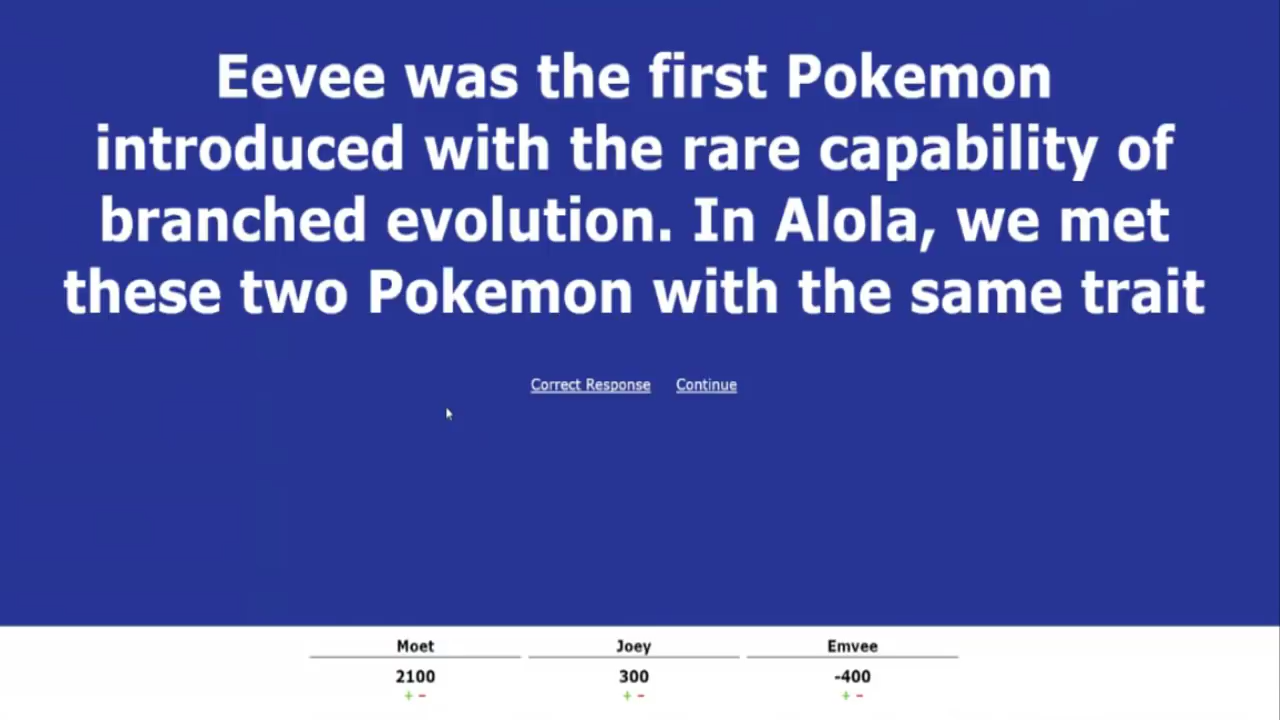 Eevee was the first Pokemon
introduced with the rare capability of
branched evolution. In Alola, we met
these two Pokemon with the same trait
Correct Response Continue
Moet Joey Emvee
2100 300 -400
+ - + - + -